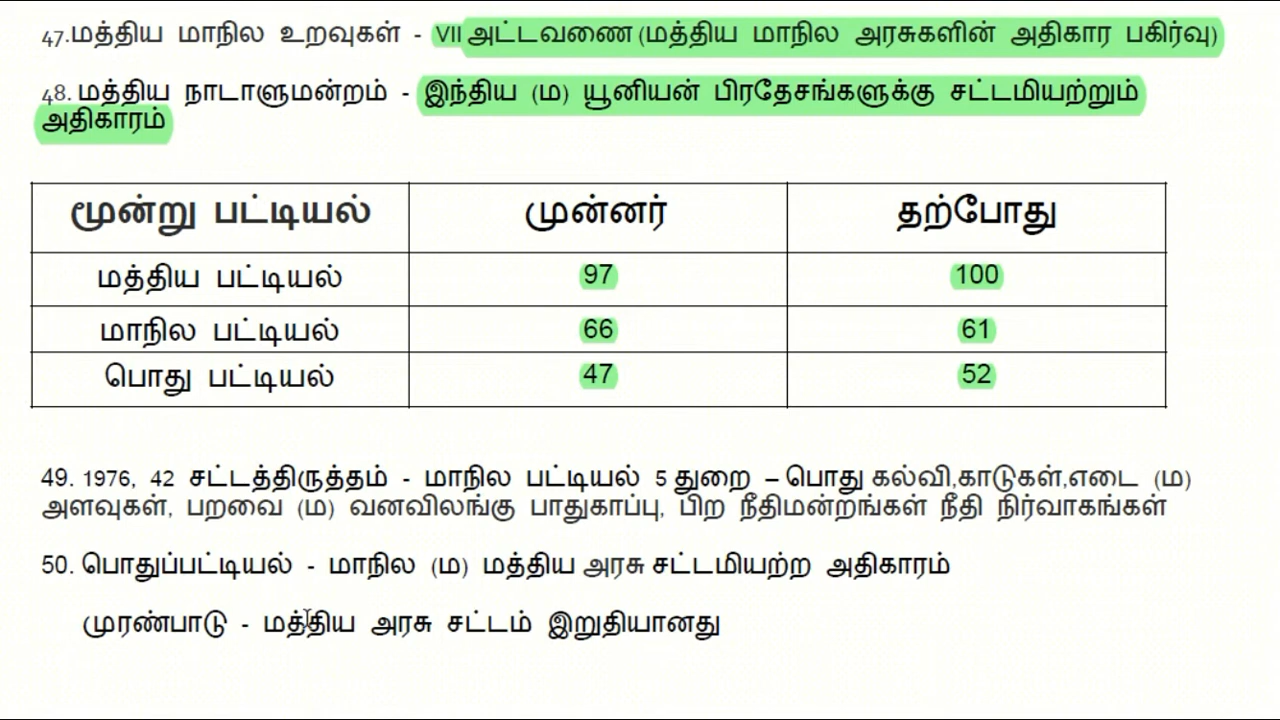 47.மத்திய மாநில உறவுகள் - VII அட்டவணை (மத்திய மாநில அரசுகளின் அதிகார பகிர்வு)
48. மத்திய நாடாளுமன்றம் - இந்திய (ம) யூனியன் பிரதேசங்களுக்கு சட்டமியற்றும்
அதிகாரம்
மூன்று பட்டியல் முன்னர் தற்போது
மத்திய பட்டியல் 97 100
மாநில பட்டியல் 66 61
பொது பட்டியல் 47 52
49. 1976, 42 சட்டத்திருத்தம் - மாநில பட்டியல் 5 துறை – பொது கல்வி,காடுகள்,எடை (ம)
அளவுகள், பறவை (ம) வனவிலங்கு பாதுகாப்பு, பிற நீதிமன்றங்கள் நீதி நிர்வாகங்கள்
50. பொதுப்பட்டியல் - மாநில (ம) மத்திய அரசு சட்டமியற்ற அதிகாரம்
முரண்பாடு - மத்திய அரசு சட்டம் இறுதியானது